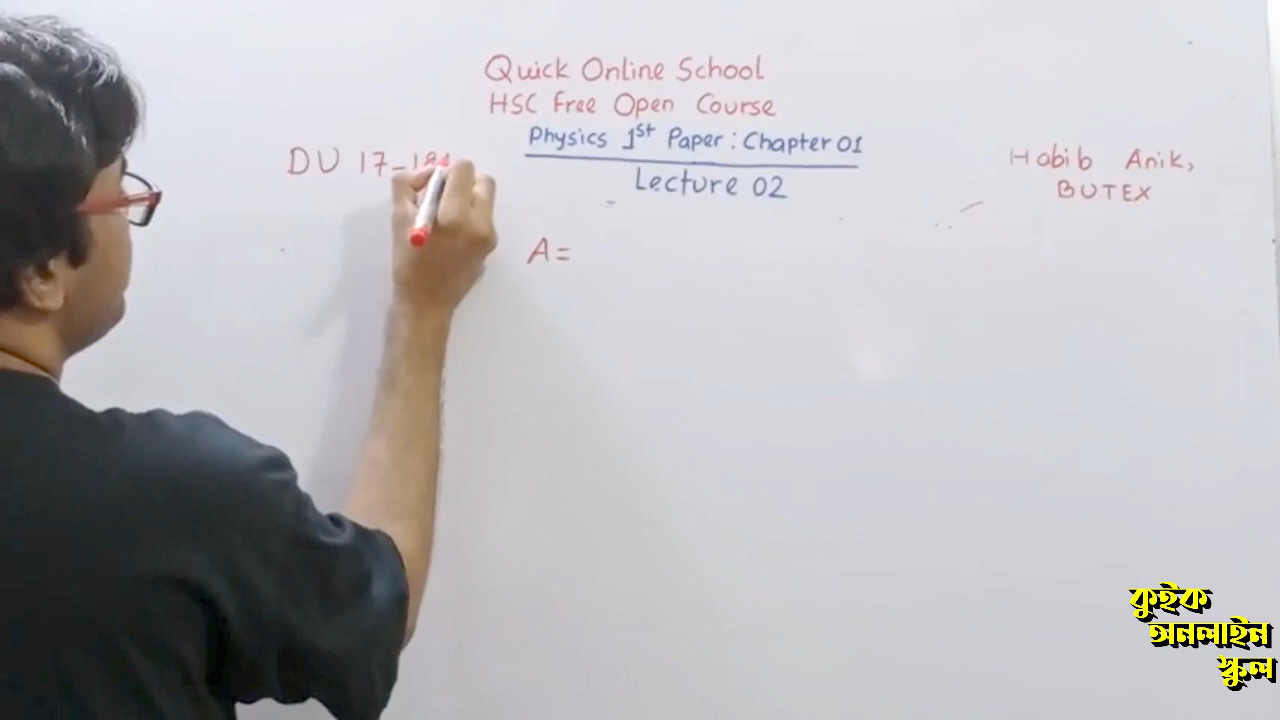 Quick Online School
HSC Free Open Course
Physics 1st Paper : Chapter 01
Lecture 02
DU 17-18
Habib Anik,
BUTEX
A =
কুইক
অনলাইন
স্কুল